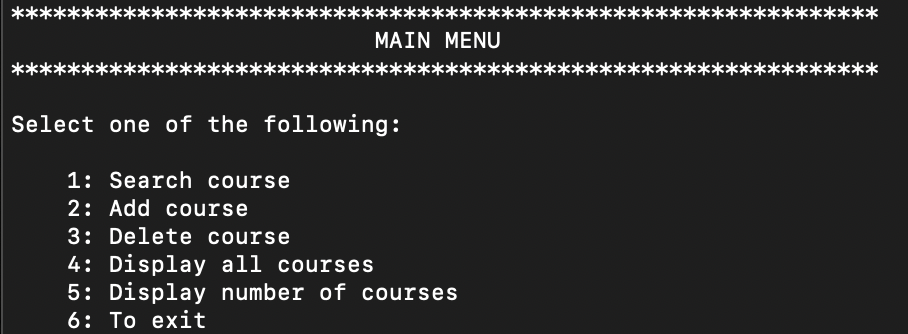 **************************************************************
MAIN MENU
**************************************************************
Select one of the following:
1: Search course
2: Add course
3: Delete course
4: Display all courses
5: Display number of courses
6: To exit